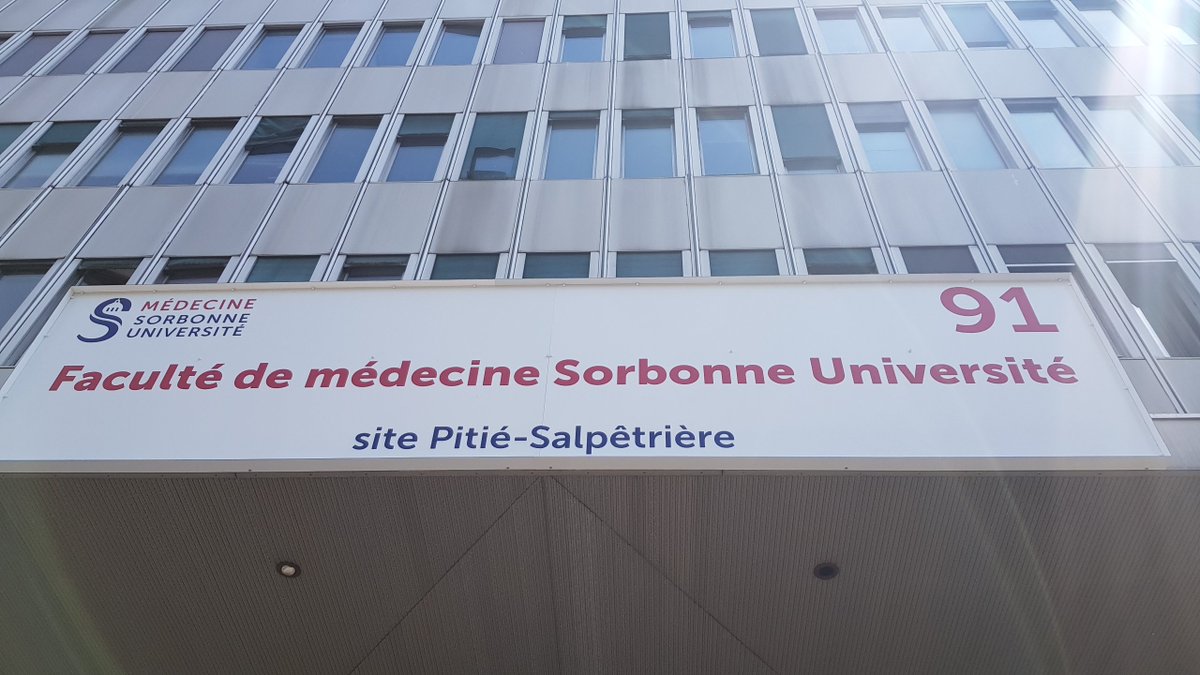 MÉDECINE
SORBONNE
UNIVERSITÉ
91
Faculté de médecine Sorbonne Université
site Pitié-Salpêtrière